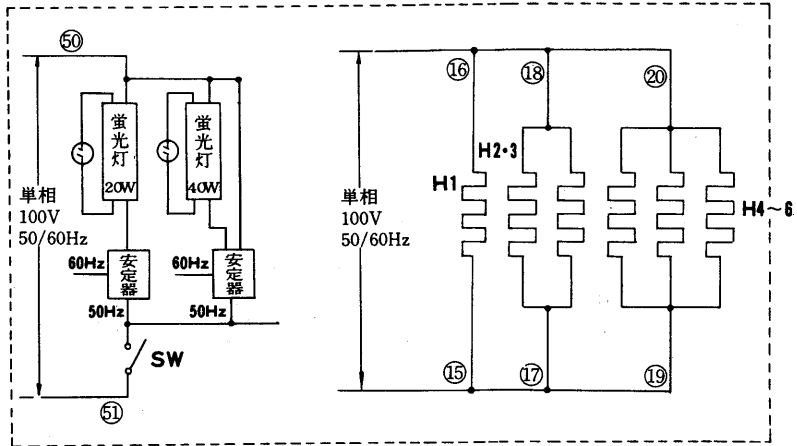 ㊿
蛍光灯
20W
蛍光灯
40W
単相
100V
50/60Hz
60Hz
安定器
50Hz
60Hz
安定器
50Hz
SW
51
⑯
⑱
⑳
H1
H2・3
H4～6
単相
100V
50/60Hz
⑮
⑰
⑲